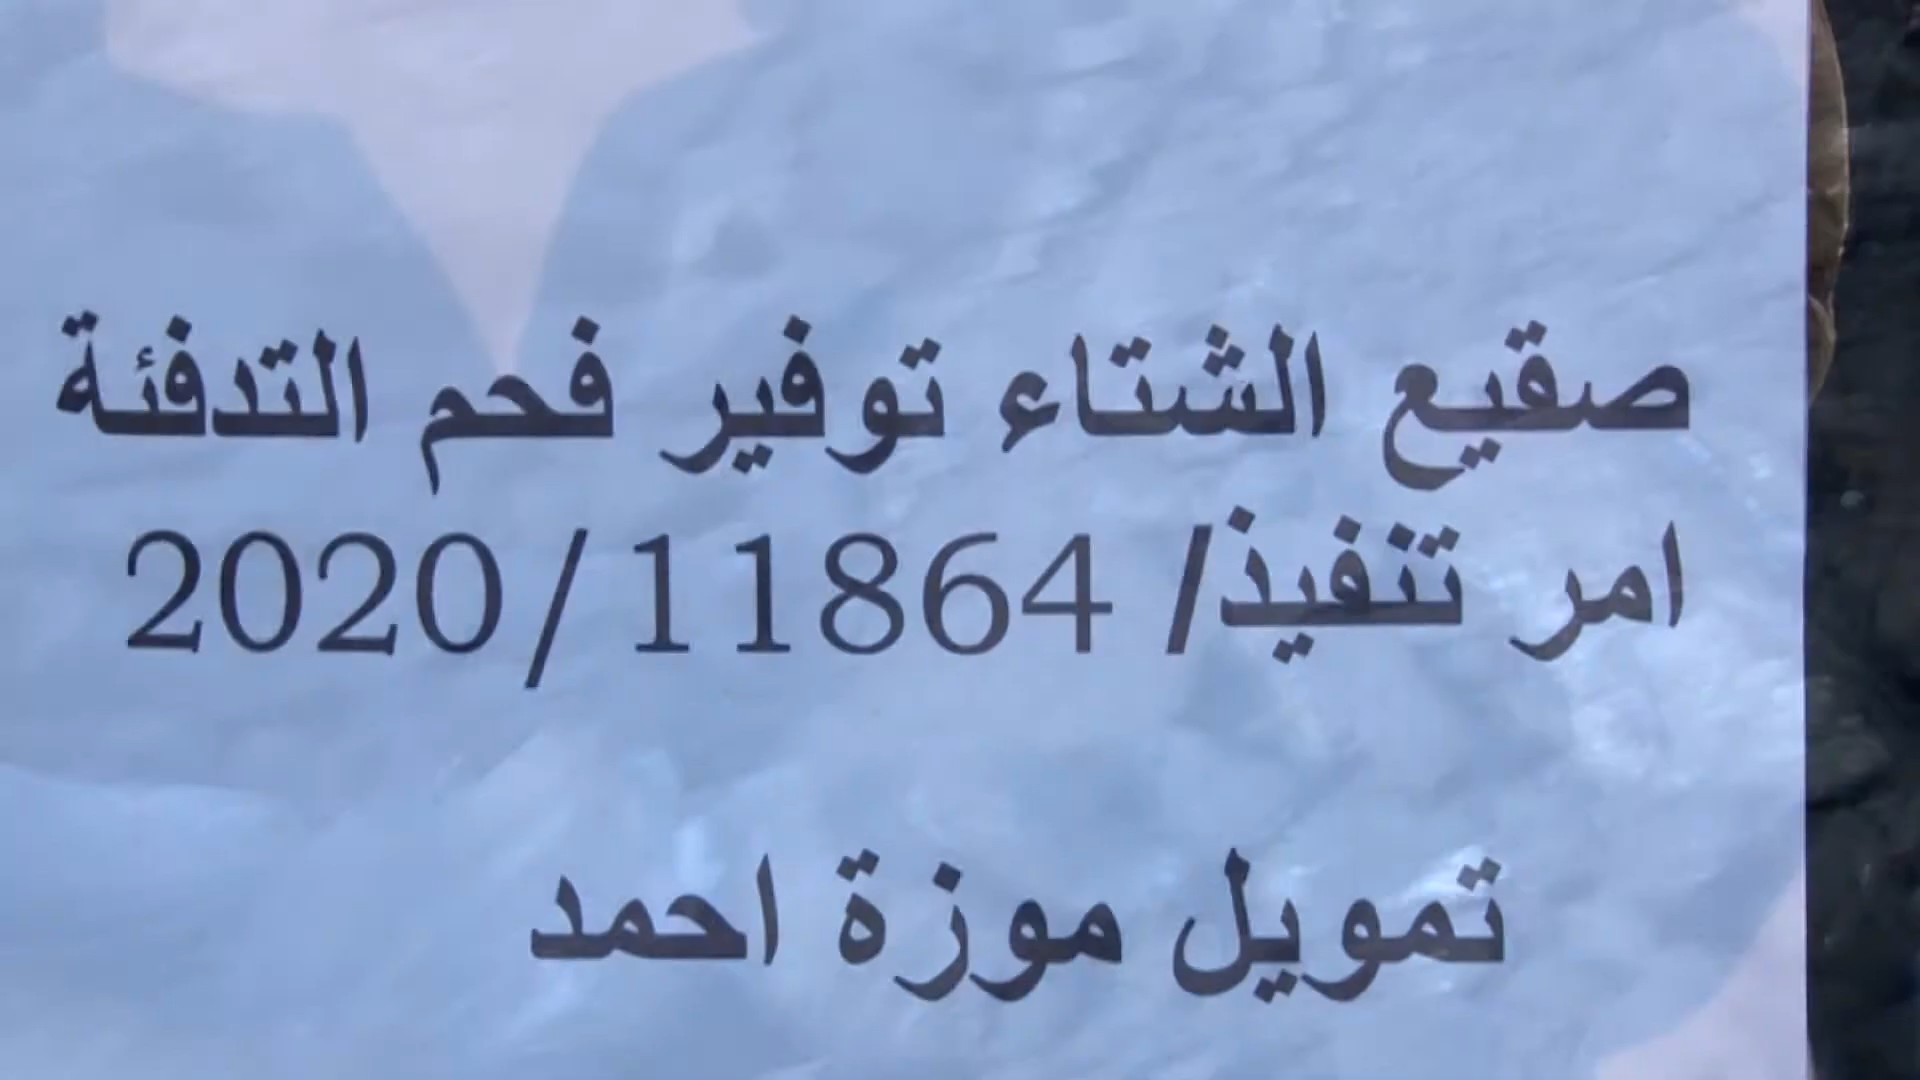 صقيع الشتاء توفير فحم التدفئة
امر تنفيذ/ 2020/11864
تمويل موزة احمد